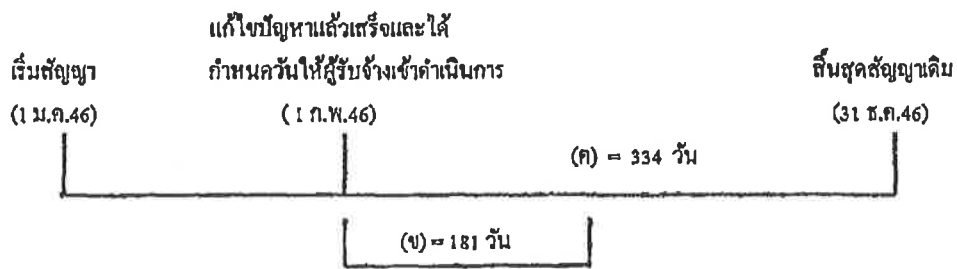 แก้ไขปัญหาแล้วเสร็จและได้
เริ่มสัญญา กำหนดวันให้ผู้รับจ้างเข้าดำเนินการ สิ้นสุดสัญญาเดิม
(1 ม.ค.46) (1 ก.พ.46) (31 ธ.ค.46)
(ค) = 334 วัน
(ข) = 181 วัน